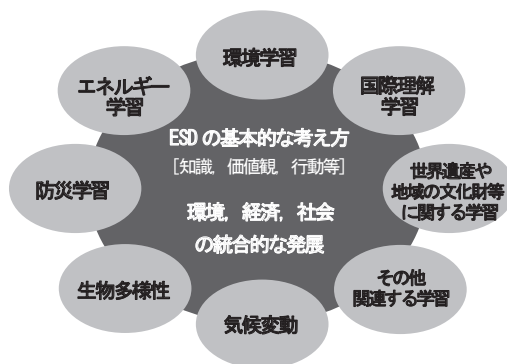 環境学習
エネルギー
学習
国際理解
学習
ESD の基本的な考え方
[知識, 価値観, 行動等]
環境, 経済, 社会
の統合的な発展
防災学習
世界遺産や
地域の文化財等
に関する学習
生物多様性
その他
関連する学習
気候変動